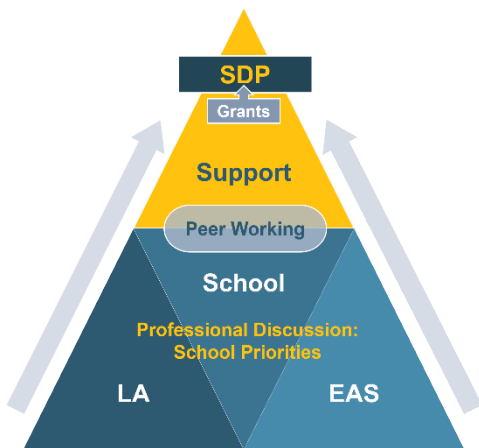 SDP
Grants
Support
Peer Working
School
Professional Discussion:
School Priorities
LA
EAS